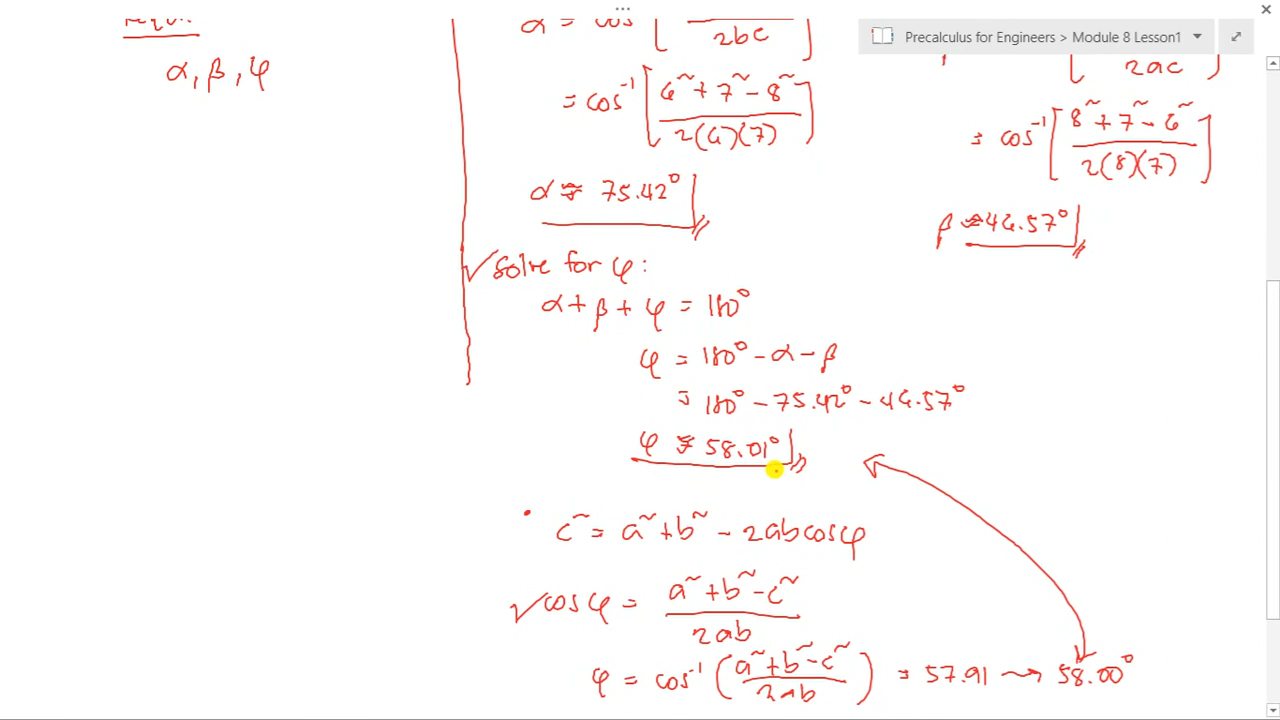 Precalculus for Engineers > Module 8 Lesson1
α, β, φ
2bc
= cos⁻¹ [ 6² + 7² - 8² / 2(6)(7) ]
α ≈ 75.42°
2ac
= cos⁻¹ [ 8² + 7² - 6² / 2(8)(7) ]
β ≈ 46.57°
✓ Solve for φ:
α + β + φ = 180°
φ = 180° - α - β
= 180° - 75.42° - 46.57°
φ ≈ 58.01°
• c² = a² + b² - 2ab cos φ
✓ cos φ = a² + b² - c² / 2ab
φ = cos⁻¹ ( a² + b² - c² / 2ab ) = 57.91 → 58.00°